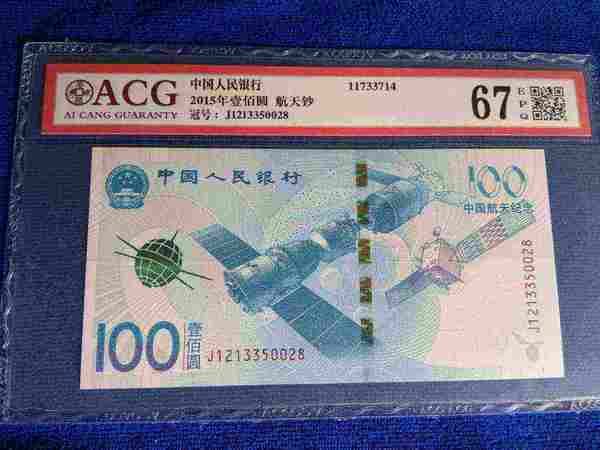 ACG
AI CANG GUARANTY
中国人民银行
11733714
2015年壹佰圆 航天钞
冠号: J1213350028
67
EPQ
中国人民银行
100
中国航天纪念
J1213350028
100
壹佰圆
J1213350028